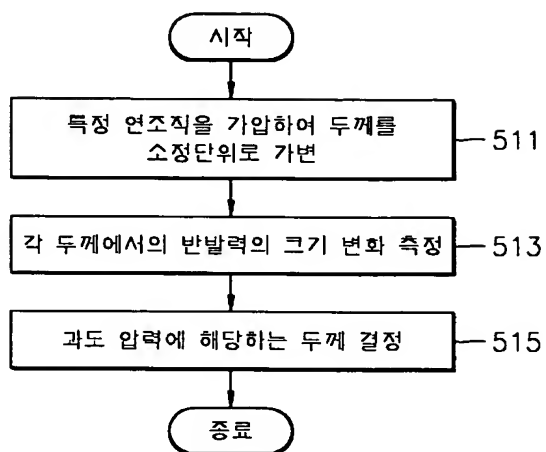 시작
특정 연조직을 가압하여 두께를
소정단위로 가변
511
각 두께에서의 반발력의 크기 변화 측정
513
과도 압력에 해당하는 두께 결정
515
종료